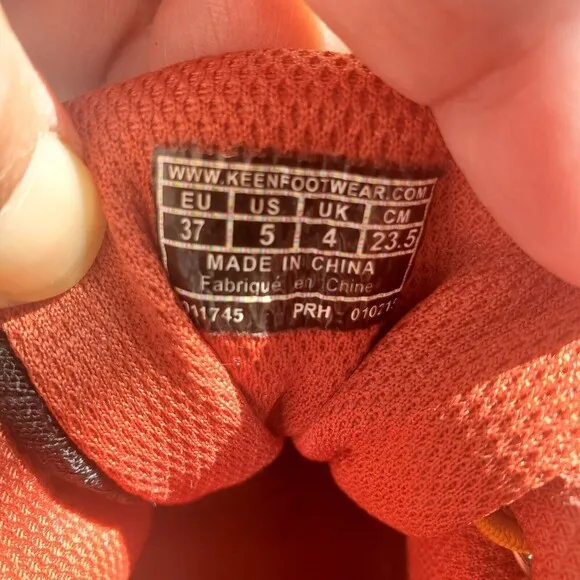 WWW.KEENFOOTWEAR.COM
EU US UK CM
37 5 4 23.5
MADE IN CHINA
Fabriqué en Chine
PRH